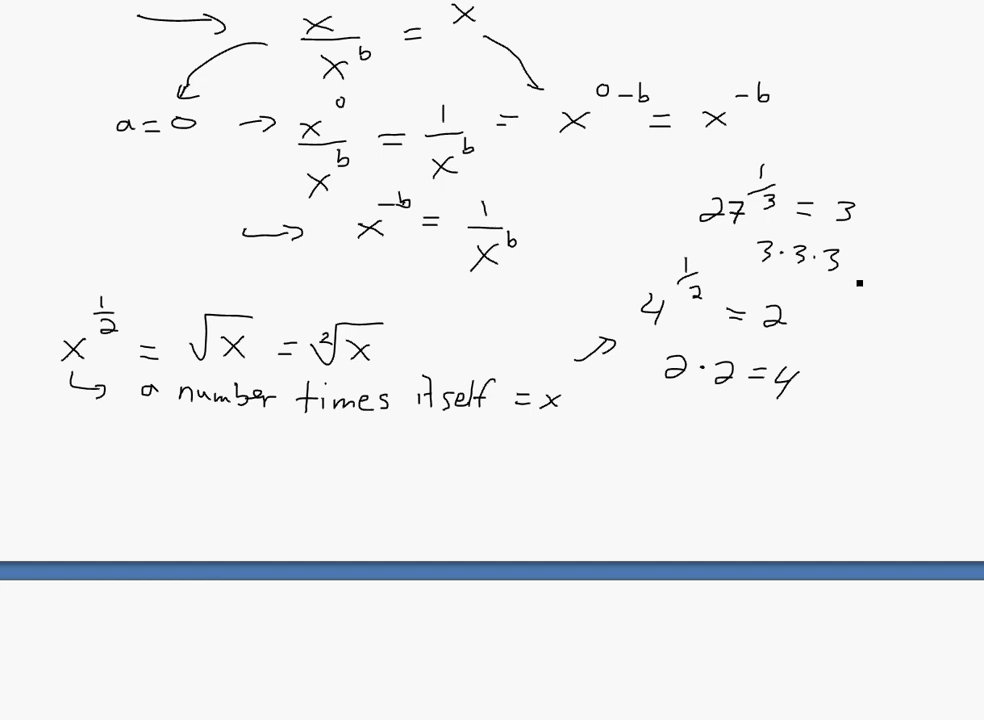 → x/x^b = x
a = 0 → x^0/x^b = 1/x^b = x^(0-b) = x^(-b)
→ x^(-b) = 1/x^b
27^(1/3) = 3
3·3·3
4^(1/2) = 2
x^(1/2) = √x = ²√x
2·2=4
↳ a number times itself = x